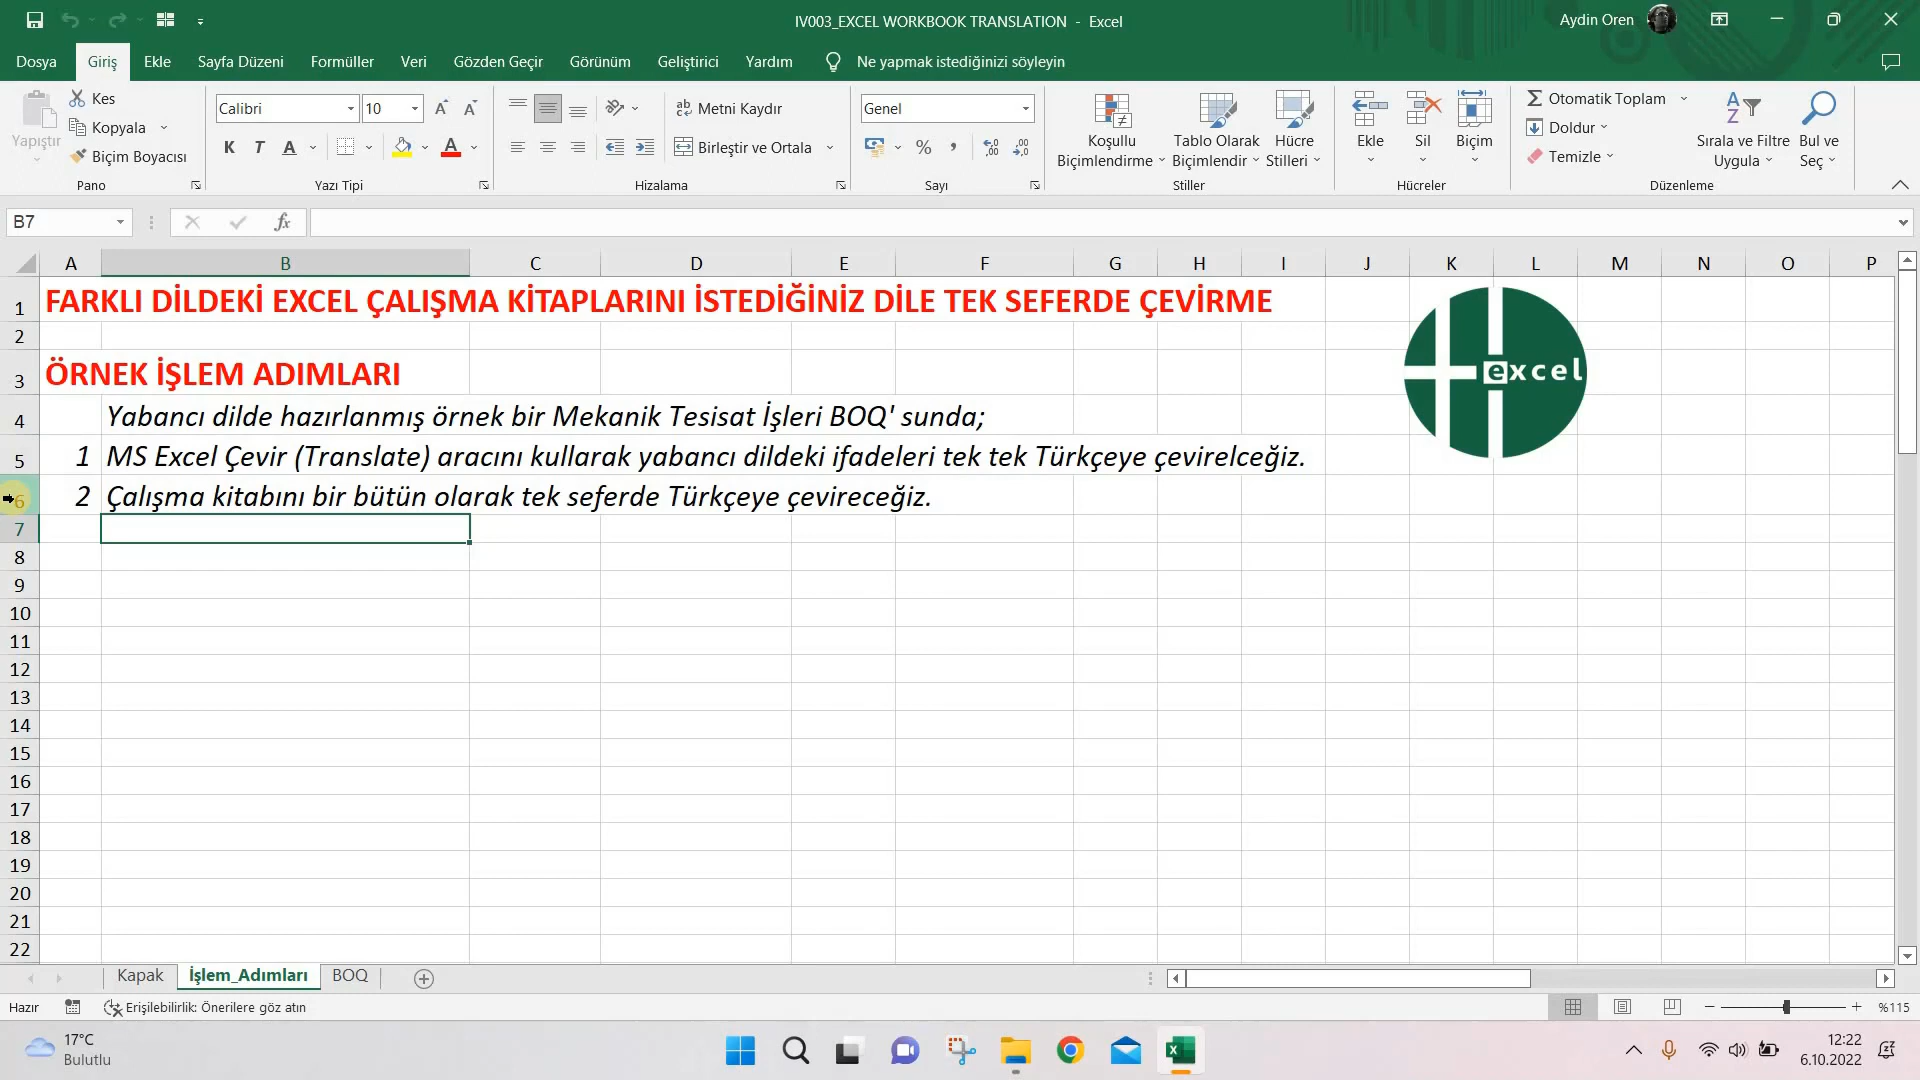 IV003_EXCEL WORKBOOK TRANSLATION - Excel
Aydin Oren
Dosya Giriş Ekle Sayfa Düzeni Formüller Veri Gözden Geçir Görünüm Geliştirici Yardım Ne yapmak istediğinizi söyleyin
Yapıştır
Kes
Kopyala
Biçim Boyacısı
Pano
Calibri 10
K T A
Yazı Tipi
Metni Kaydır
Birleştir ve Ortala
Hizalama
Genel
Sayı
Koşullu Biçimlendirme
Tablo Olarak Biçimlendir
Hücre Stilleri
Stiller
Ekle Sil Biçim
Hücreler
Otomatik Toplam
Doldur
Temizle
Sırala ve Filtre Uygula
Bul ve Seç
Düzenleme
B7
fx
A B C D E F G H I J K L M N O P
1 FARKLI DİLDEKİ EXCEL ÇALIŞMA KİTAPLARINI İSTEDİĞİNİZ DİLE TEK SEFERDE ÇEVİRME
2
3 ÖRNEK İŞLEM ADIMLARI
excel
4 Yabancı dilde hazırlanmış örnek bir Mekanik Tesisat İşleri BOQ' sunda;
5 1 MS Excel Çevir (Translate) aracını kullarak yabancı dildeki ifadeleri tek tek Türkçeye çevirelceğiz.
6 2 Çalışma kitabını bir bütün olarak tek seferde Türkçeye çevireceğiz.
7
8
9
10
11
12
13
14
15
16
17
18
19
20
21
22
Kapak İşlem_Adımları BOQ
Hazır Erişilebilirlik: Önerilere göz atın
%115
17°C
Bulutlu
12:22
6.10.2022